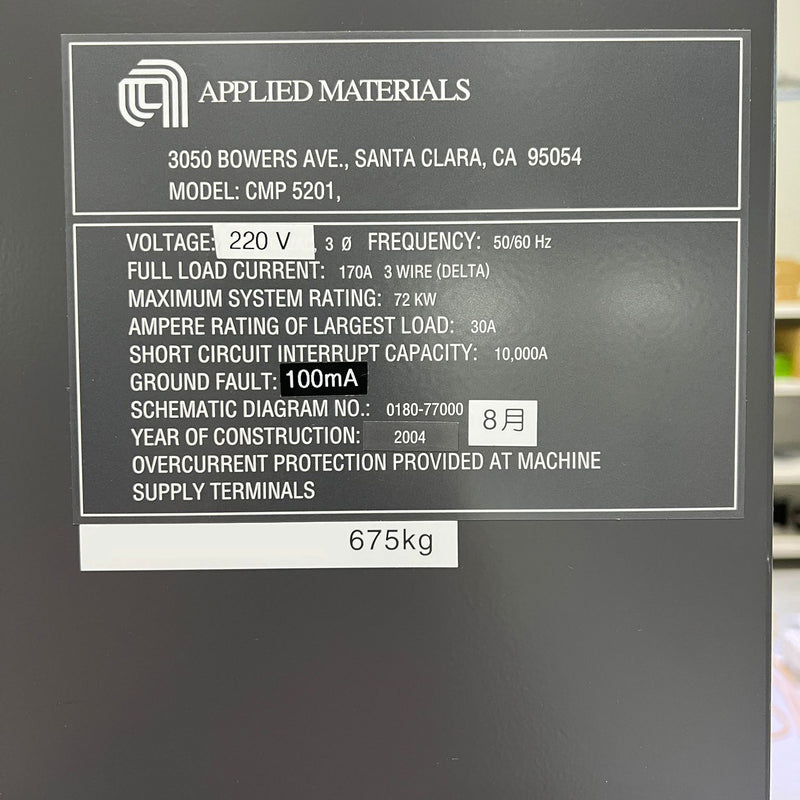 APPLIED MATERIALS
3050 BOWERS AVE., SANTA CLARA, CA 95054
MODEL: CMP 5201,
VOLTAGE: 220 V , 3 Ø FREQUENCY: 50/60 Hz
FULL LOAD CURRENT: 170A 3 WIRE (DELTA)
MAXIMUM SYSTEM RATING: 72 KW
AMPERE RATING OF LARGEST LOAD: 30A
SHORT CIRCUIT INTERRUPT CAPACITY: 10,000A
GROUND FAULT: 100mA
SCHEMATIC DIAGRAM NO.: 0180-77000
YEAR OF CONSTRUCTION: 2004 8月
OVERCURRENT PROTECTION PROVIDED AT MACHINE
SUPPLY TERMINALS
675kg